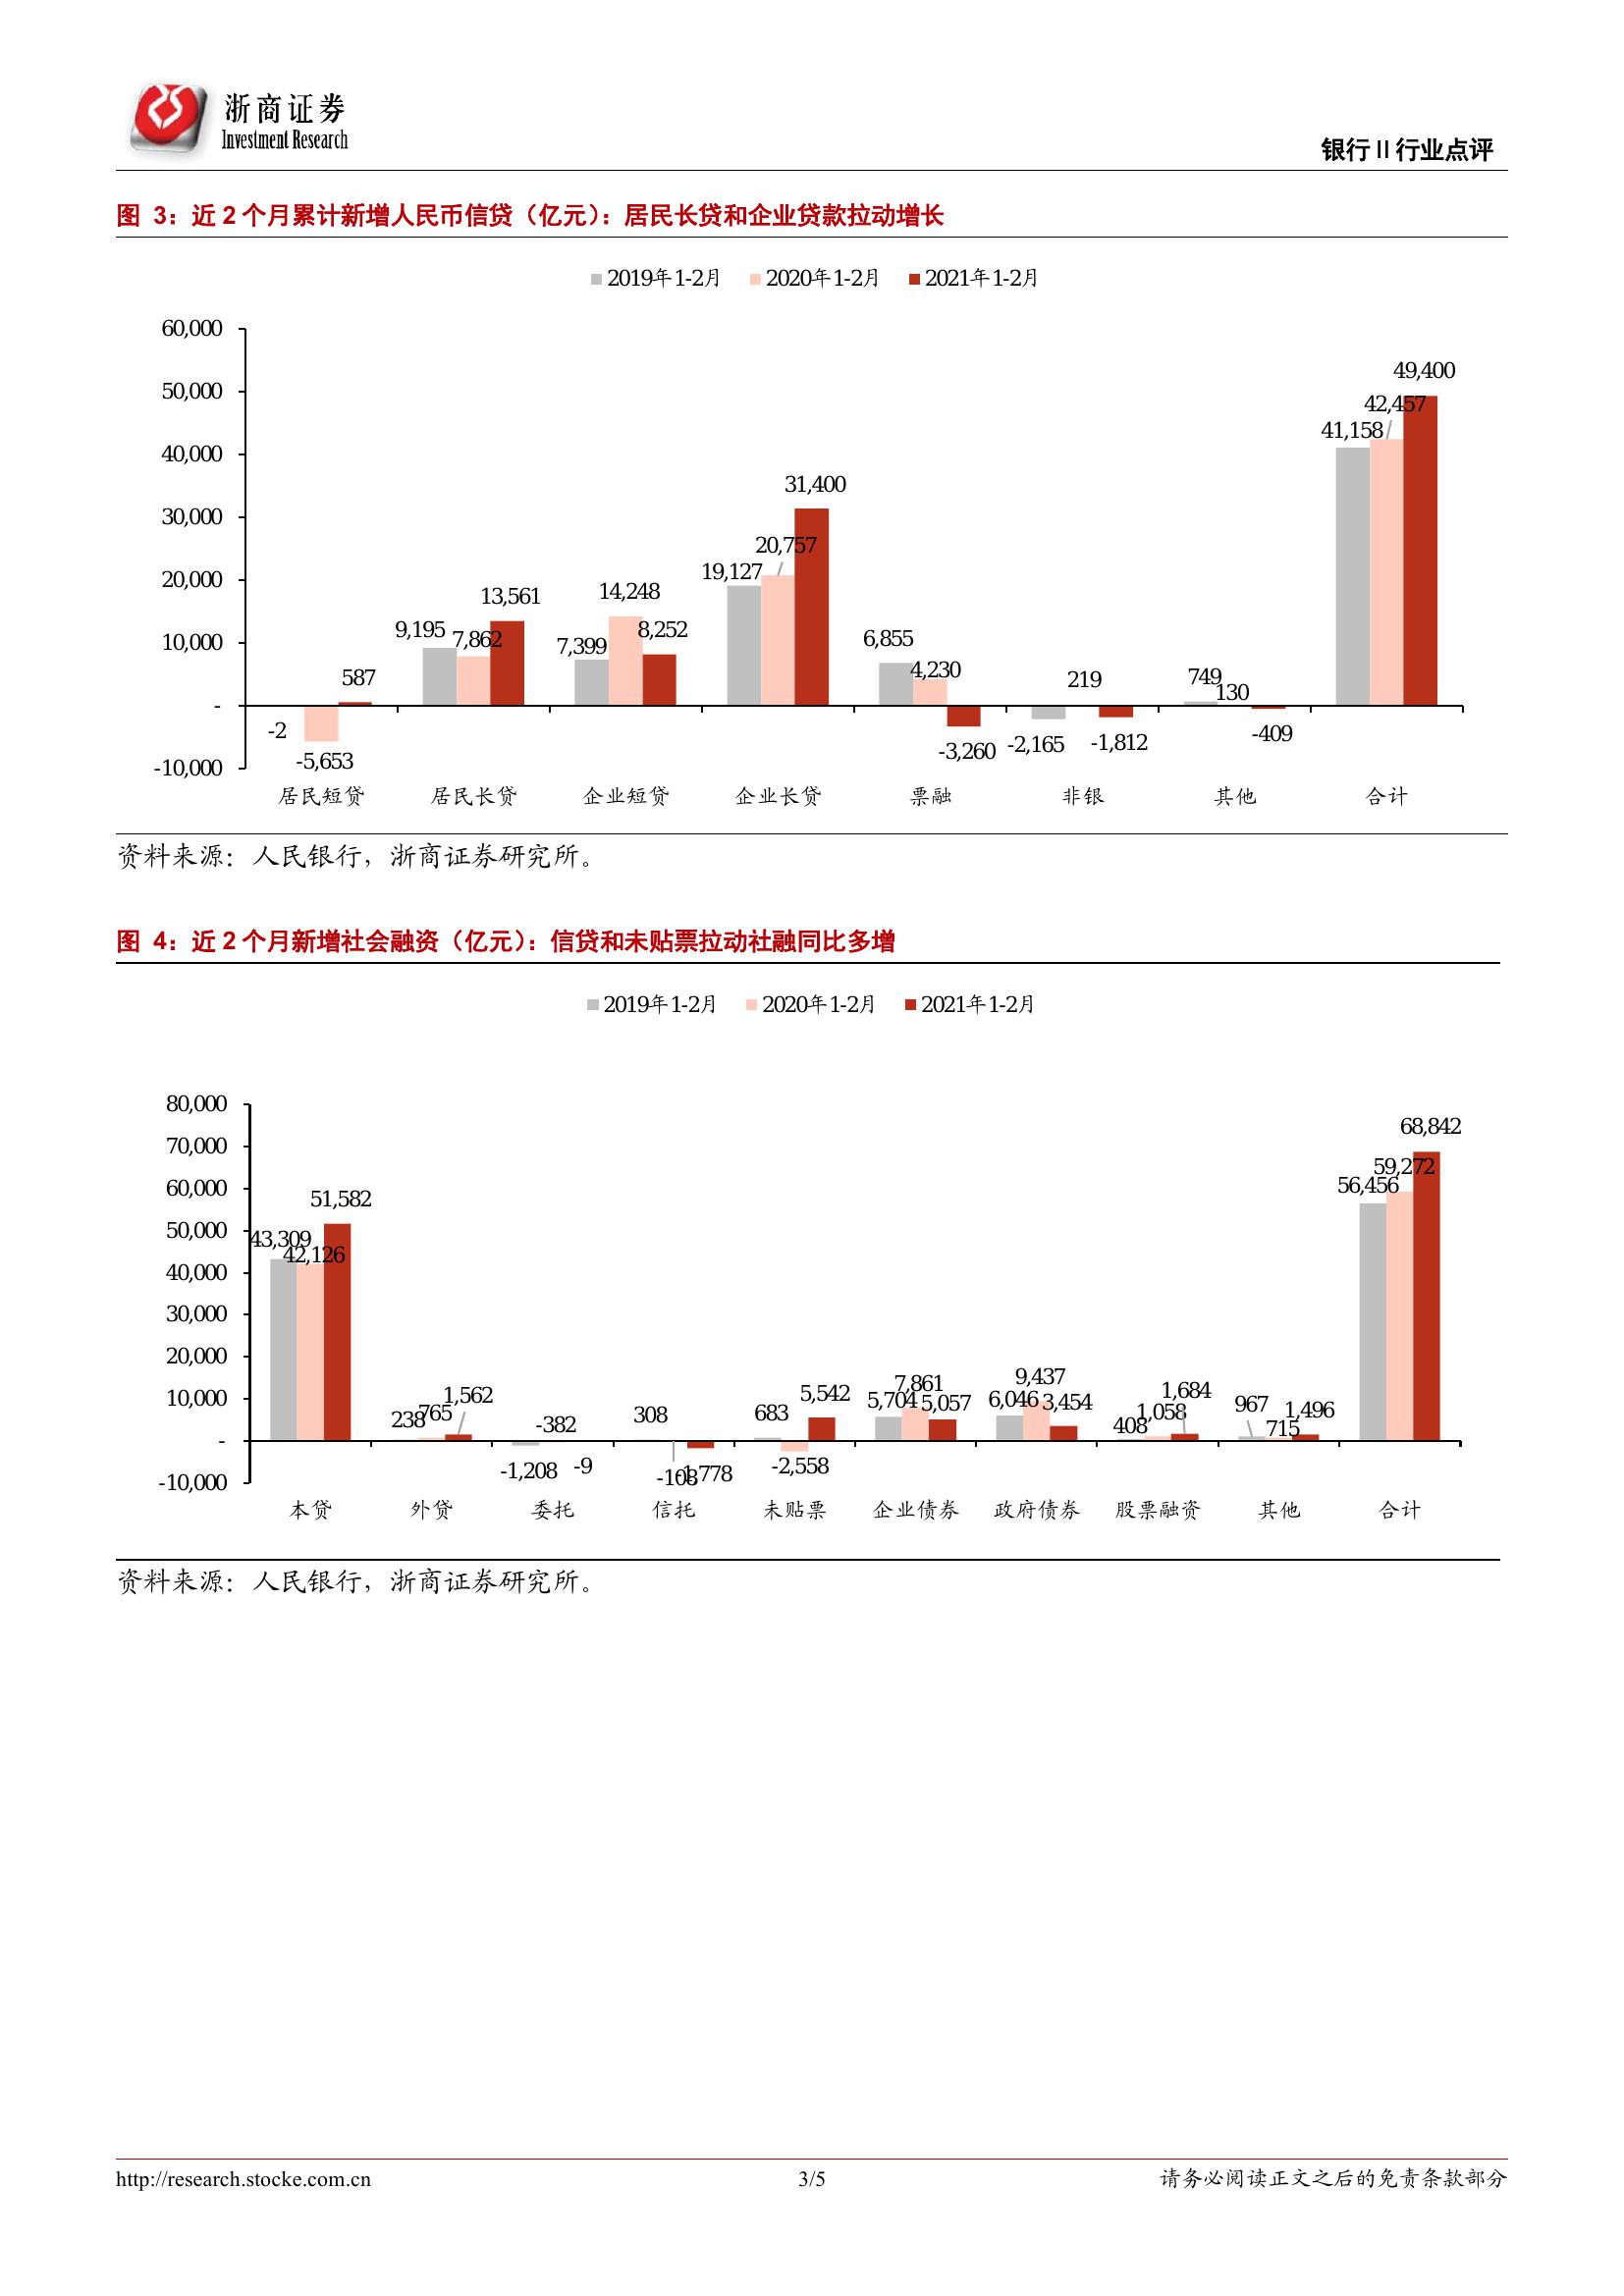 浙商证券
Investment Research
银行 II 行业点评
图 3：近 2 个月累计新增人民币信贷（亿元）：居民长贷和企业贷款拉动增长
2019年1-2月 2020年1-2月 2021年1-2月
60,000
50,000
40,000
30,000
20,000
10,000
-
-10,000
-2 -5,653 587
9,195 7,862 13,561
7,399 14,248 8,252
19,127 20,757 31,400
6,855 4,230 -3,260
-2,165 219 -1,812
749 130 -409
41,158 42,457 49,400
居民短贷 居民长贷 企业短贷 企业长贷 票融 非银 其他 合计
资料来源：人民银行，浙商证券研究所。
图 4：近 2 个月新增社会融资（亿元）：信贷和未贴票拉动社融同比多增
2019年1-2月 2020年1-2月 2021年1-2月
80,000
70,000
60,000
50,000
40,000
30,000
20,000
10,000
-
-10,000
43,309 42,126 51,582
238 765 1,562
-1,208 -382 -9
308 -108 -1,778
683 -2,558 5,542
5,704 7,861 5,057
6,046 9,437 3,454
408 1,058 1,684
967 715 1,496
56,456 59,272 68,842
本贷 外贷 委托 信托 未贴票 企业债券 政府债券 股票融资 其他 合计
资料来源：人民银行，浙商证券研究所。
http://research.stocke.com.cn 3/5 请务必阅读正文之后的免责条款部分